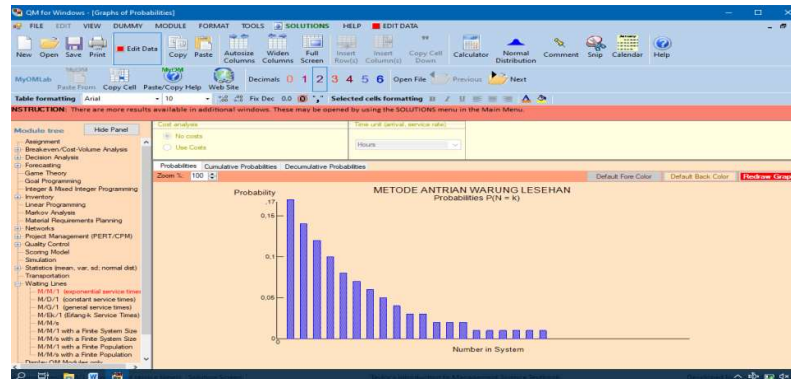 QM for Windows - [Graphs of Probabilities]
FILE EDIT VIEW DUMMY MODULE FORMAT TOOLS SOLUTIONS HELP EDIT DATA
New Open Save Print Edit Data Copy Paste Autosize Columns Widen Columns Full Screen Insert Row(s) Insert Column(s) Copy Cell Down Calculator Normal Distribution Comment Snip Calendar Help
MyOMLab Paste From Copy Cell Paste/Copy Help Web Site Decimals 0 1 2 3 4 5 6 Open File Previous Next
Table formatting Arial 10 Fix Dec 0.0 0 "," Selected cells formatting B I U
INSTRUCTION: There are more results available in additional windows. These may be opened by using the SOLUTIONS menu in the Main Menu.
Module tree Hide Panel
Assignment
Breakeven/Cost-Volume Analysis
Decision Analysis
Forecasting
Game Theory
Goal Programming
Integer & Mixed Integer Programming
Inventory
Linear Programming
Markov Analysis
Material Requirements Planning
Networks
Project Management (PERT/CPM)
Quality Control
Scoring Model
Simulation
Statistics (mean, var, sd; normal dist)
Transportation
Waiting Lines
M/M/1 (exponential service times
M/D/1 (constant service times)
M/G/1 (general service times)
M/Ek/1 (Erlang-k Service Times)
M/M/s
M/M/1 with a Finite System Size
M/M/s with a Finite System Size
M/M/1 with a Finite Population
M/M/s with a Finite Population
Display OM Modules only
Cost analysis
No costs
Use Costs
Time unit (arrival, service rate)
Hours
Probabilities Cumulative Probabilities Decumulative Probabilities
Zoom %: 100 Default Fore Color Default Back Color Redraw Grap
METODE ANTRIAN WARUNG LESEHAN
Probabilities P(N = k)
Probability
.17
0,1
0
0
Number in System